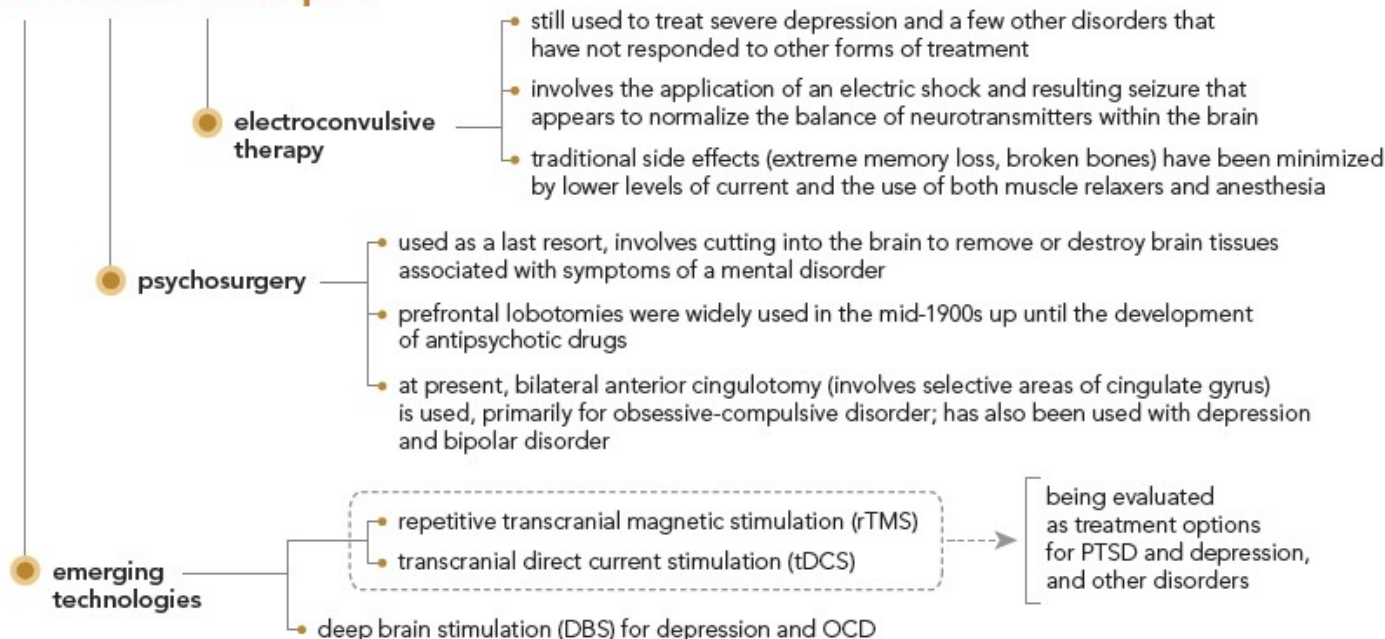 still used to treat severe depression and a few other disorders that
have not responded to other forms of treatment
electroconvulsive
therapy
involves the application of an electric shock and resulting seizure that
appears to normalize the balance of neurotransmitters within the brain
traditional side effects (extreme memory loss, broken bones) have been minimized
by lower levels of current and the use of both muscle relaxers and anesthesia
psychosurgery
used as a last resort, involves cutting into the brain to remove or destroy brain tissues
associated with symptoms of a mental disorder
prefrontal lobotomies were widely used in the mid-1900s up until the development
of antipsychotic drugs
at present, bilateral anterior cingulotomy (involves selective areas of cingulate gyrus)
is used, primarily for obsessive-compulsive disorder; has also been used with depression
and bipolar disorder
emerging
technologies
repetitive transcranial magnetic stimulation (rTMS)
transcranial direct current stimulation (tDCS)
being evaluated
as treatment options
for PTSD and depression,
and other disorders
deep brain stimulation (DBS) for depression and OCD